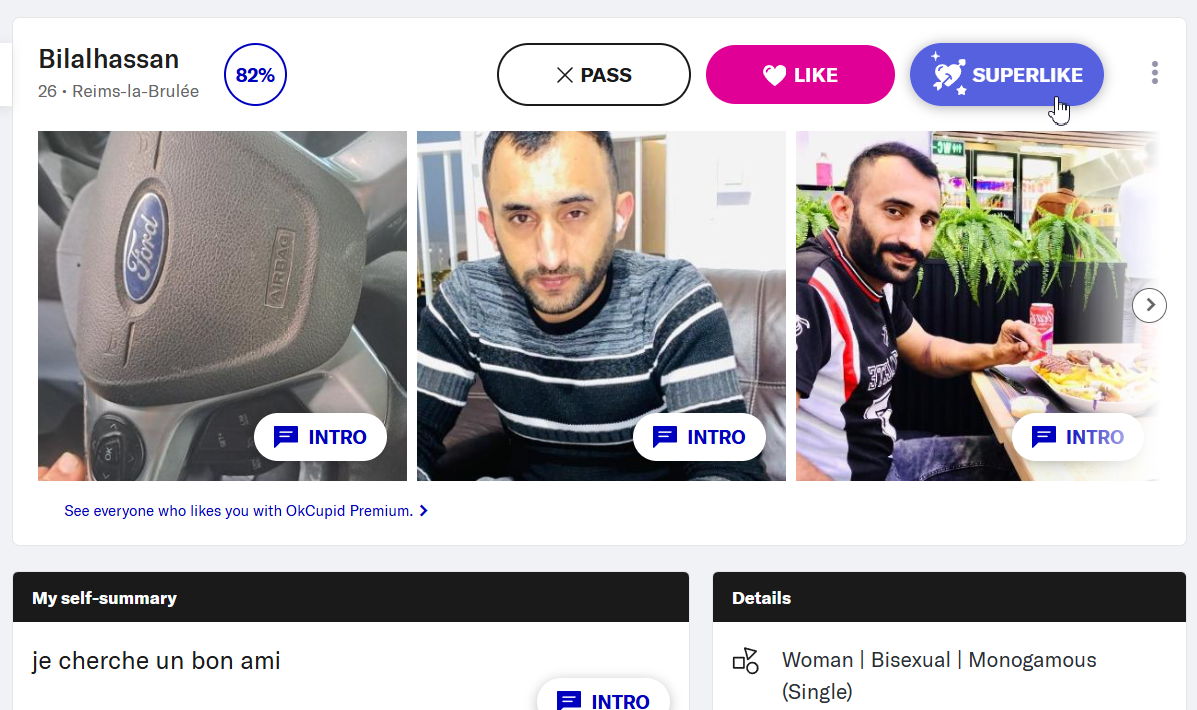 Bilalhassan
26 • Reims-la-Brulée
82%
PASS
LIKE
SUPERLIKE
Ford
AIRBAG
OK
INTRO
INTRO
INTRO
See everyone who likes you with OkCupid Premium.
My self-summary
je cherche un bon ami
INTRO
Details
Woman | Bisexual | Monogamous
(Single)